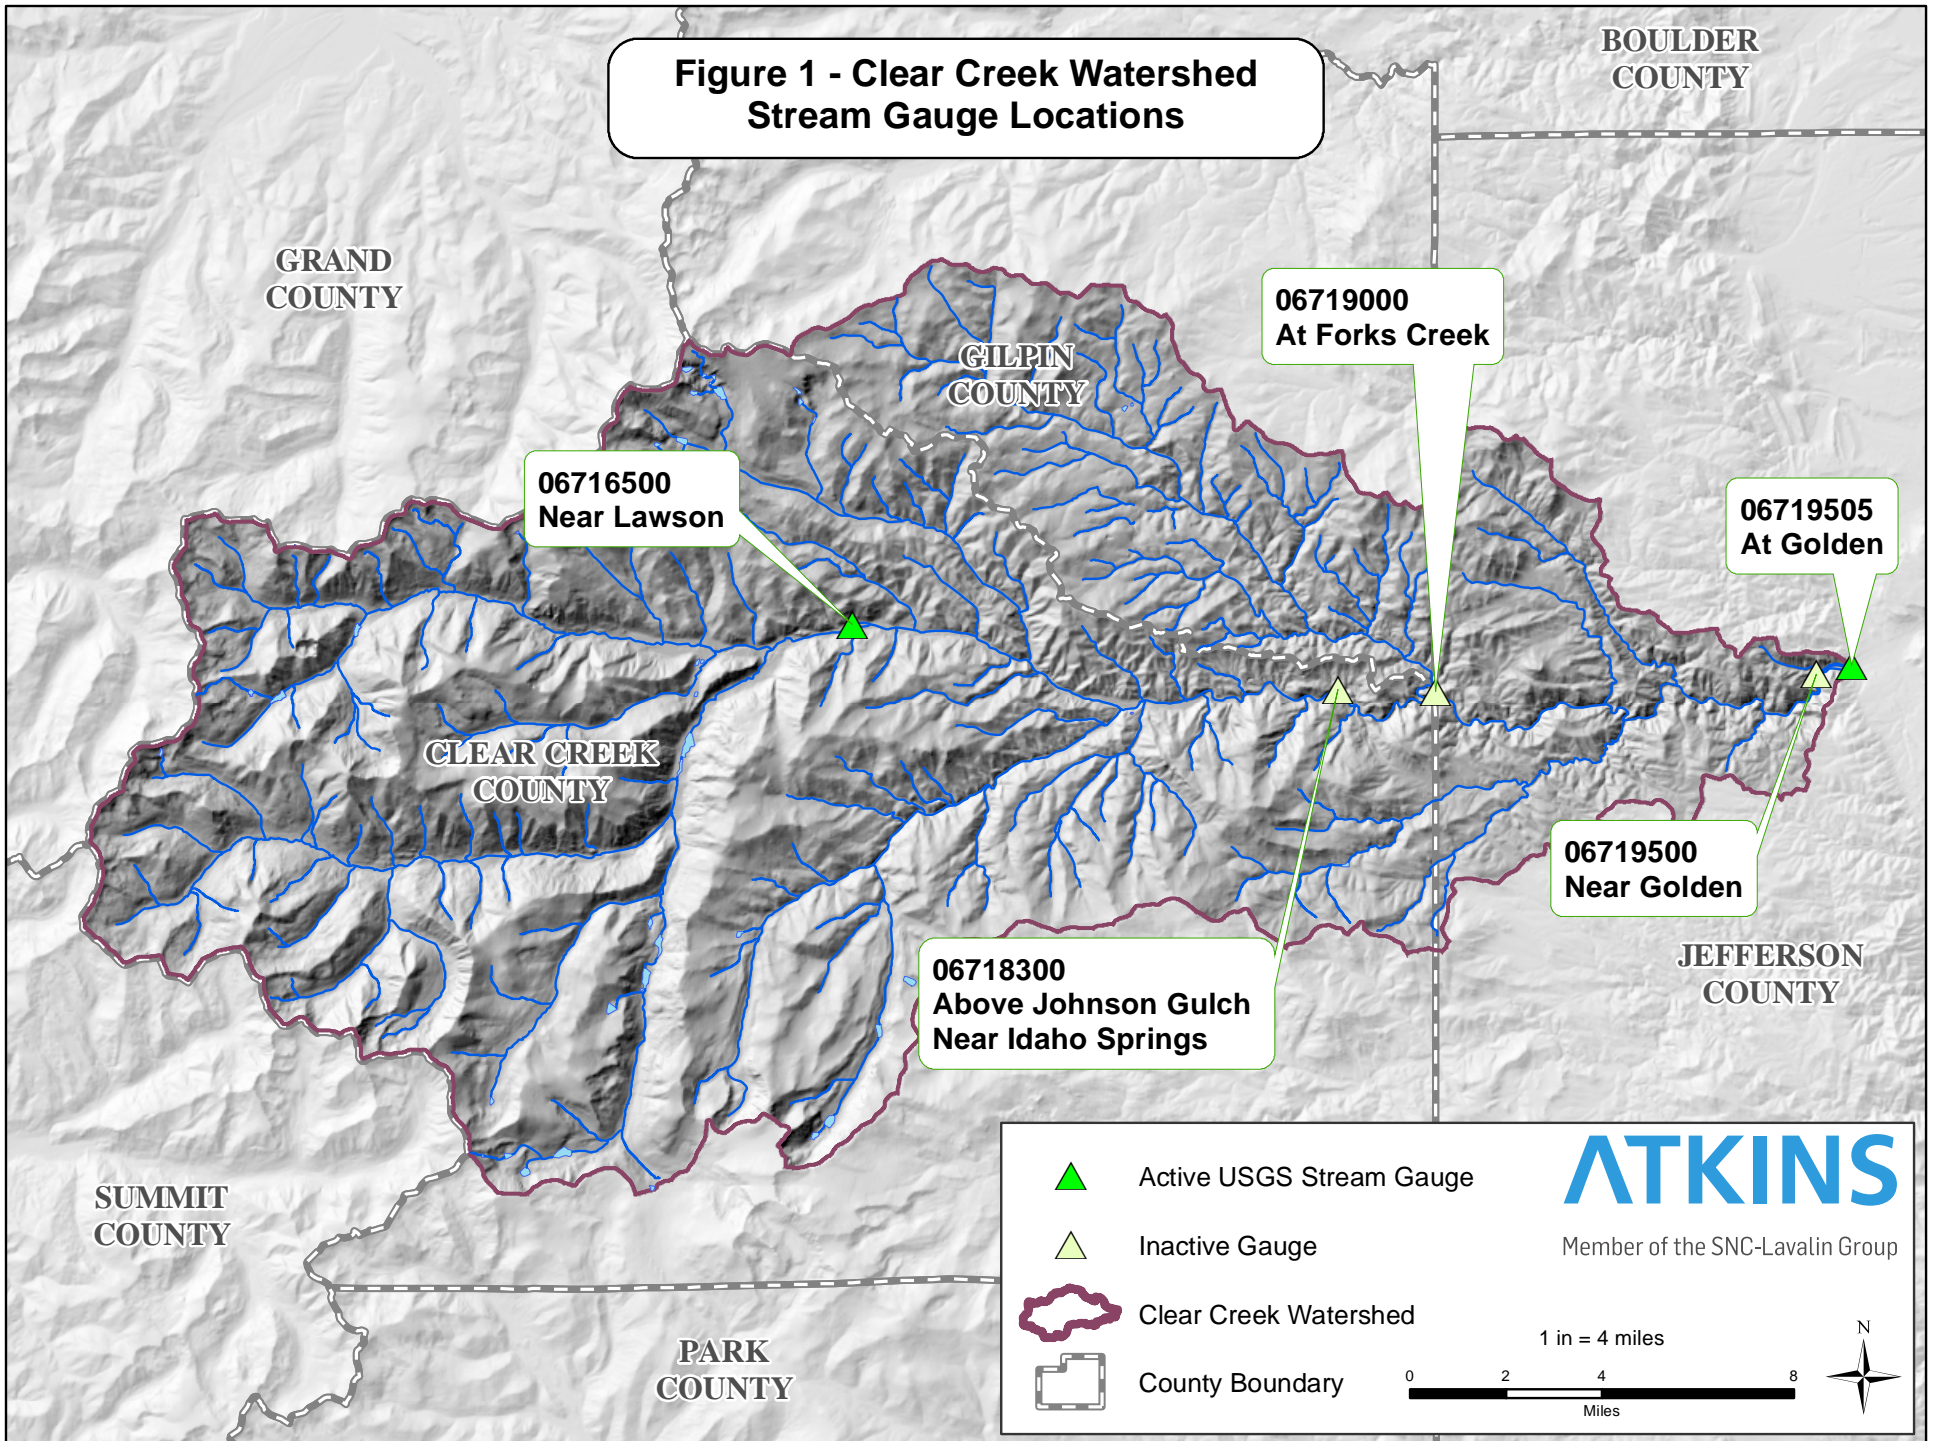 Figure 1 - Clear Creek Watershed
Stream Gauge Locations
BOULDER
COUNTY
GRAND
COUNTY
06719000
At Forks Creek
GILPIN
COUNTY
06716500
Near Lawson
06719505
At Golden
CLEAR CREEK
COUNTY
06719500
Near Golden
JEFFERSON
COUNTY
06718300
Above Johnson Gulch
Near Idaho Springs
SUMMIT
COUNTY
PARK
COUNTY
Active USGS Stream Gauge
Inactive Gauge
Clear Creek Watershed
County Boundary
ATKINS
Member of the SNC-Lavalin Group
1 in = 4 miles
0 2 4 8
Miles
N